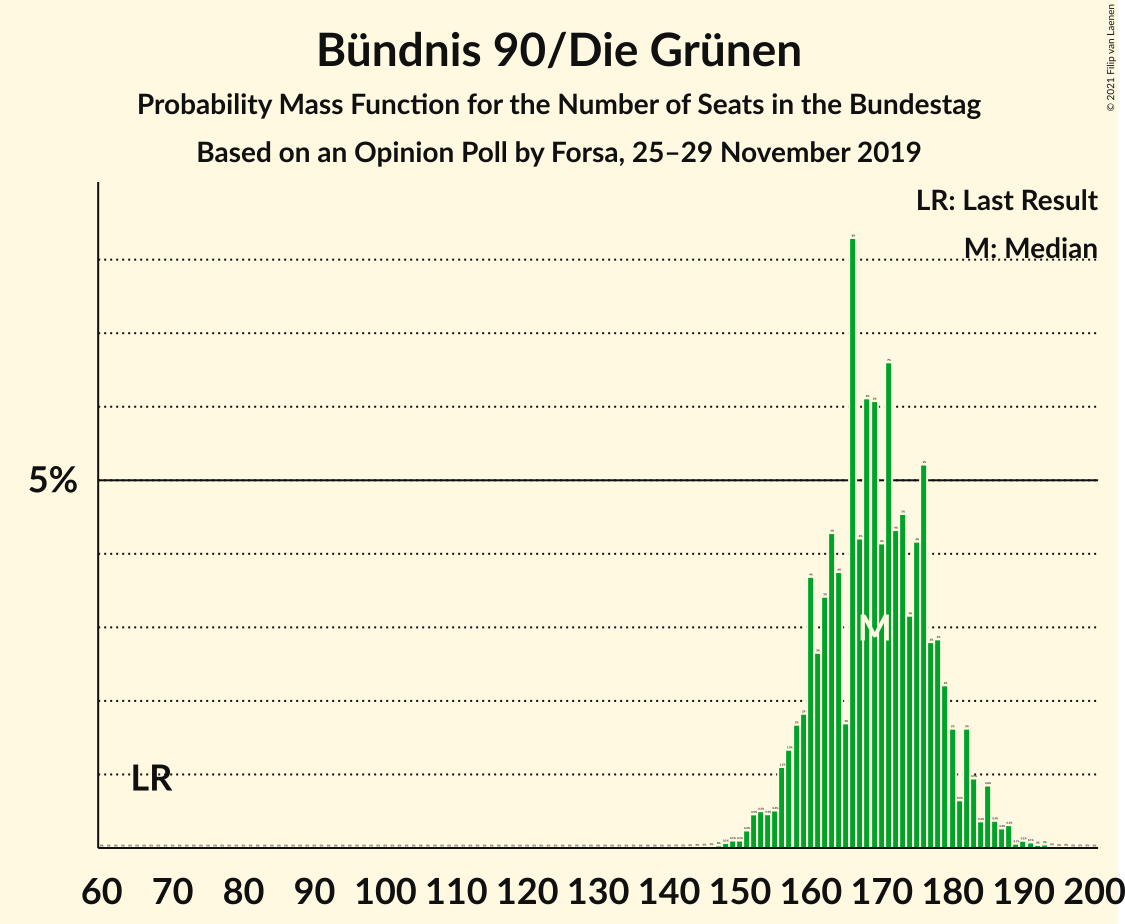 Bündnis 90/Die Grünen
Probability Mass Function for the Number of Seats in the Bundestag
Based on an Opinion Poll by Forsa, 25–29 November 2019
© 2021 Filip van Laenen
LR: Last Result
M: Median
5%
M
LR
60 70 80 90 100 110 120 130 140 150 160 170 180 190 200